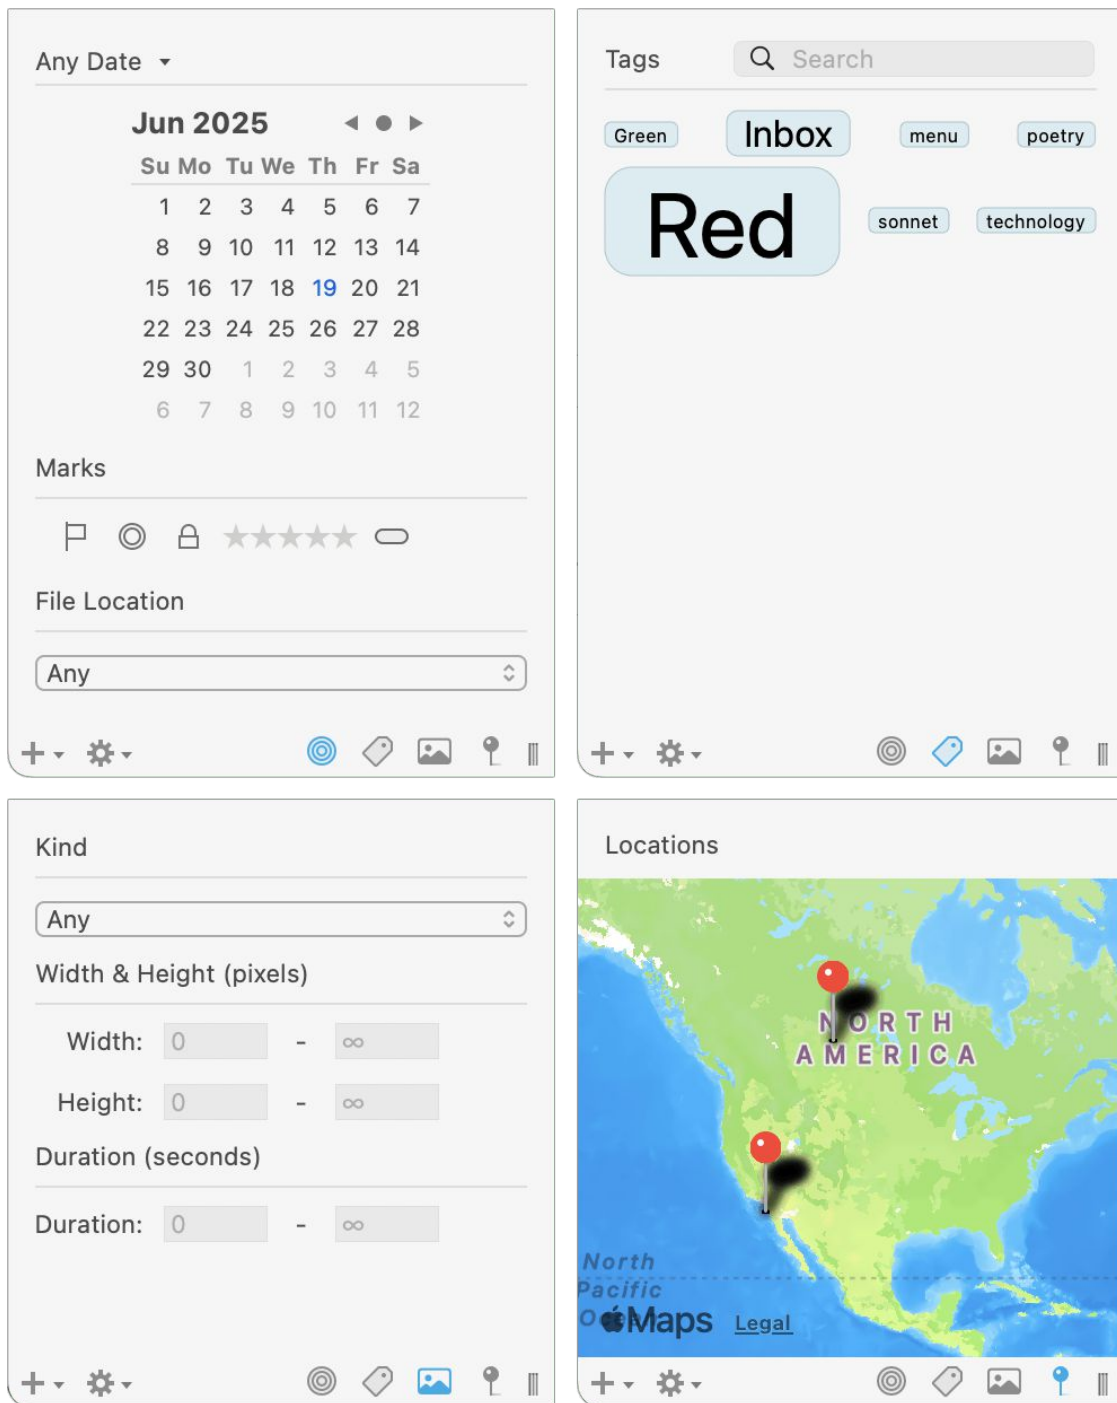 Any Date
Jun 2025
Su Mo Tu We Th Fr Sa
1 2 3 4 5 6 7
8 9 10 11 12 13 14
15 16 17 18 19 20 21
22 23 24 25 26 27 28
29 30 1 2 3 4 5
6 7 8 9 10 11 12
Marks
File Location
Any
Tags
Search
Green Inbox menu poetry
Red sonnet technology
Kind
Any
Width & Height (pixels)
Width: 0 - ∞
Height: 0 - ∞
Duration (seconds)
Duration: 0 - ∞
Locations
NORTH
AMERICA
North
Pacific
Ocean
Maps Legal